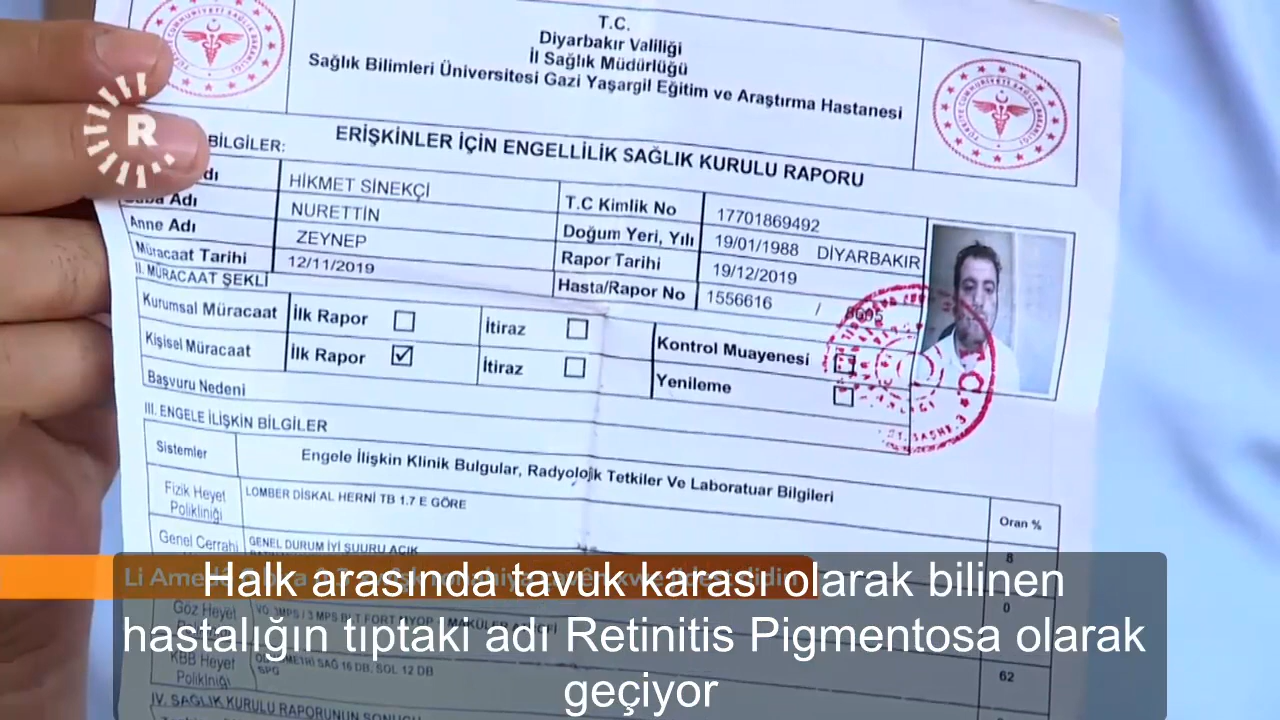 T.C.
Diyarbakır Valiliği
İl Sağlık Müdürlüğü
Sağlık Bilimleri Üniversitesi Gazi Yaşargil Eğitim ve Araştırma Hastanesi
R
BİLGİLER:
ERİŞKİNLER İÇİN ENGELLİLİK SAĞLIK KURULU RAPORU
HİKMET SİNEKÇİ T.C Kimlik No 17701869492
Adı NURETTİN Doğum Yeri, Yılı 19/01/1988 DİYARBAKIR
Anne Adı ZEYNEP Rapor Tarihi 19/12/2019
Müracaat Tarihi 12/11/2019 Hasta/Rapor No 1556616 /
II. MÜRACAAT ŞEKLİ
Kurumsal Müracaat İlk Rapor İtiraz Kontrol Muayenesi
Kişisel Müracaat İlk Rapor İtiraz Yenileme
Başvuru Nedeni
III. ENGELE İLİŞKİN BİLGİLER
Sistemler Engele İlişkin Klinik Bulgular, Radyolojik Tetkiler Ve Laboratuar Bilgileri Oran %
Fizik Heyet Polikliniği LOMBER DİSKAL HERNİ TB 1.7 E GÖRE 8
Genel Cerrahi GENEL DURUM İYİ ŞUURU AÇIK 0
Li Amedê
Göz Heyet
KBB Heyet
Polikliniği SAĞ 16 DB, SOL 12 DB 62
SPG
IV. SAĞLIK KURULU RAPORUNUN SONUCU
Halk arasında tavuk karası olarak bilinen
hastalığın tıptaki adı Retinitis Pigmentosa olarak
geçiyor